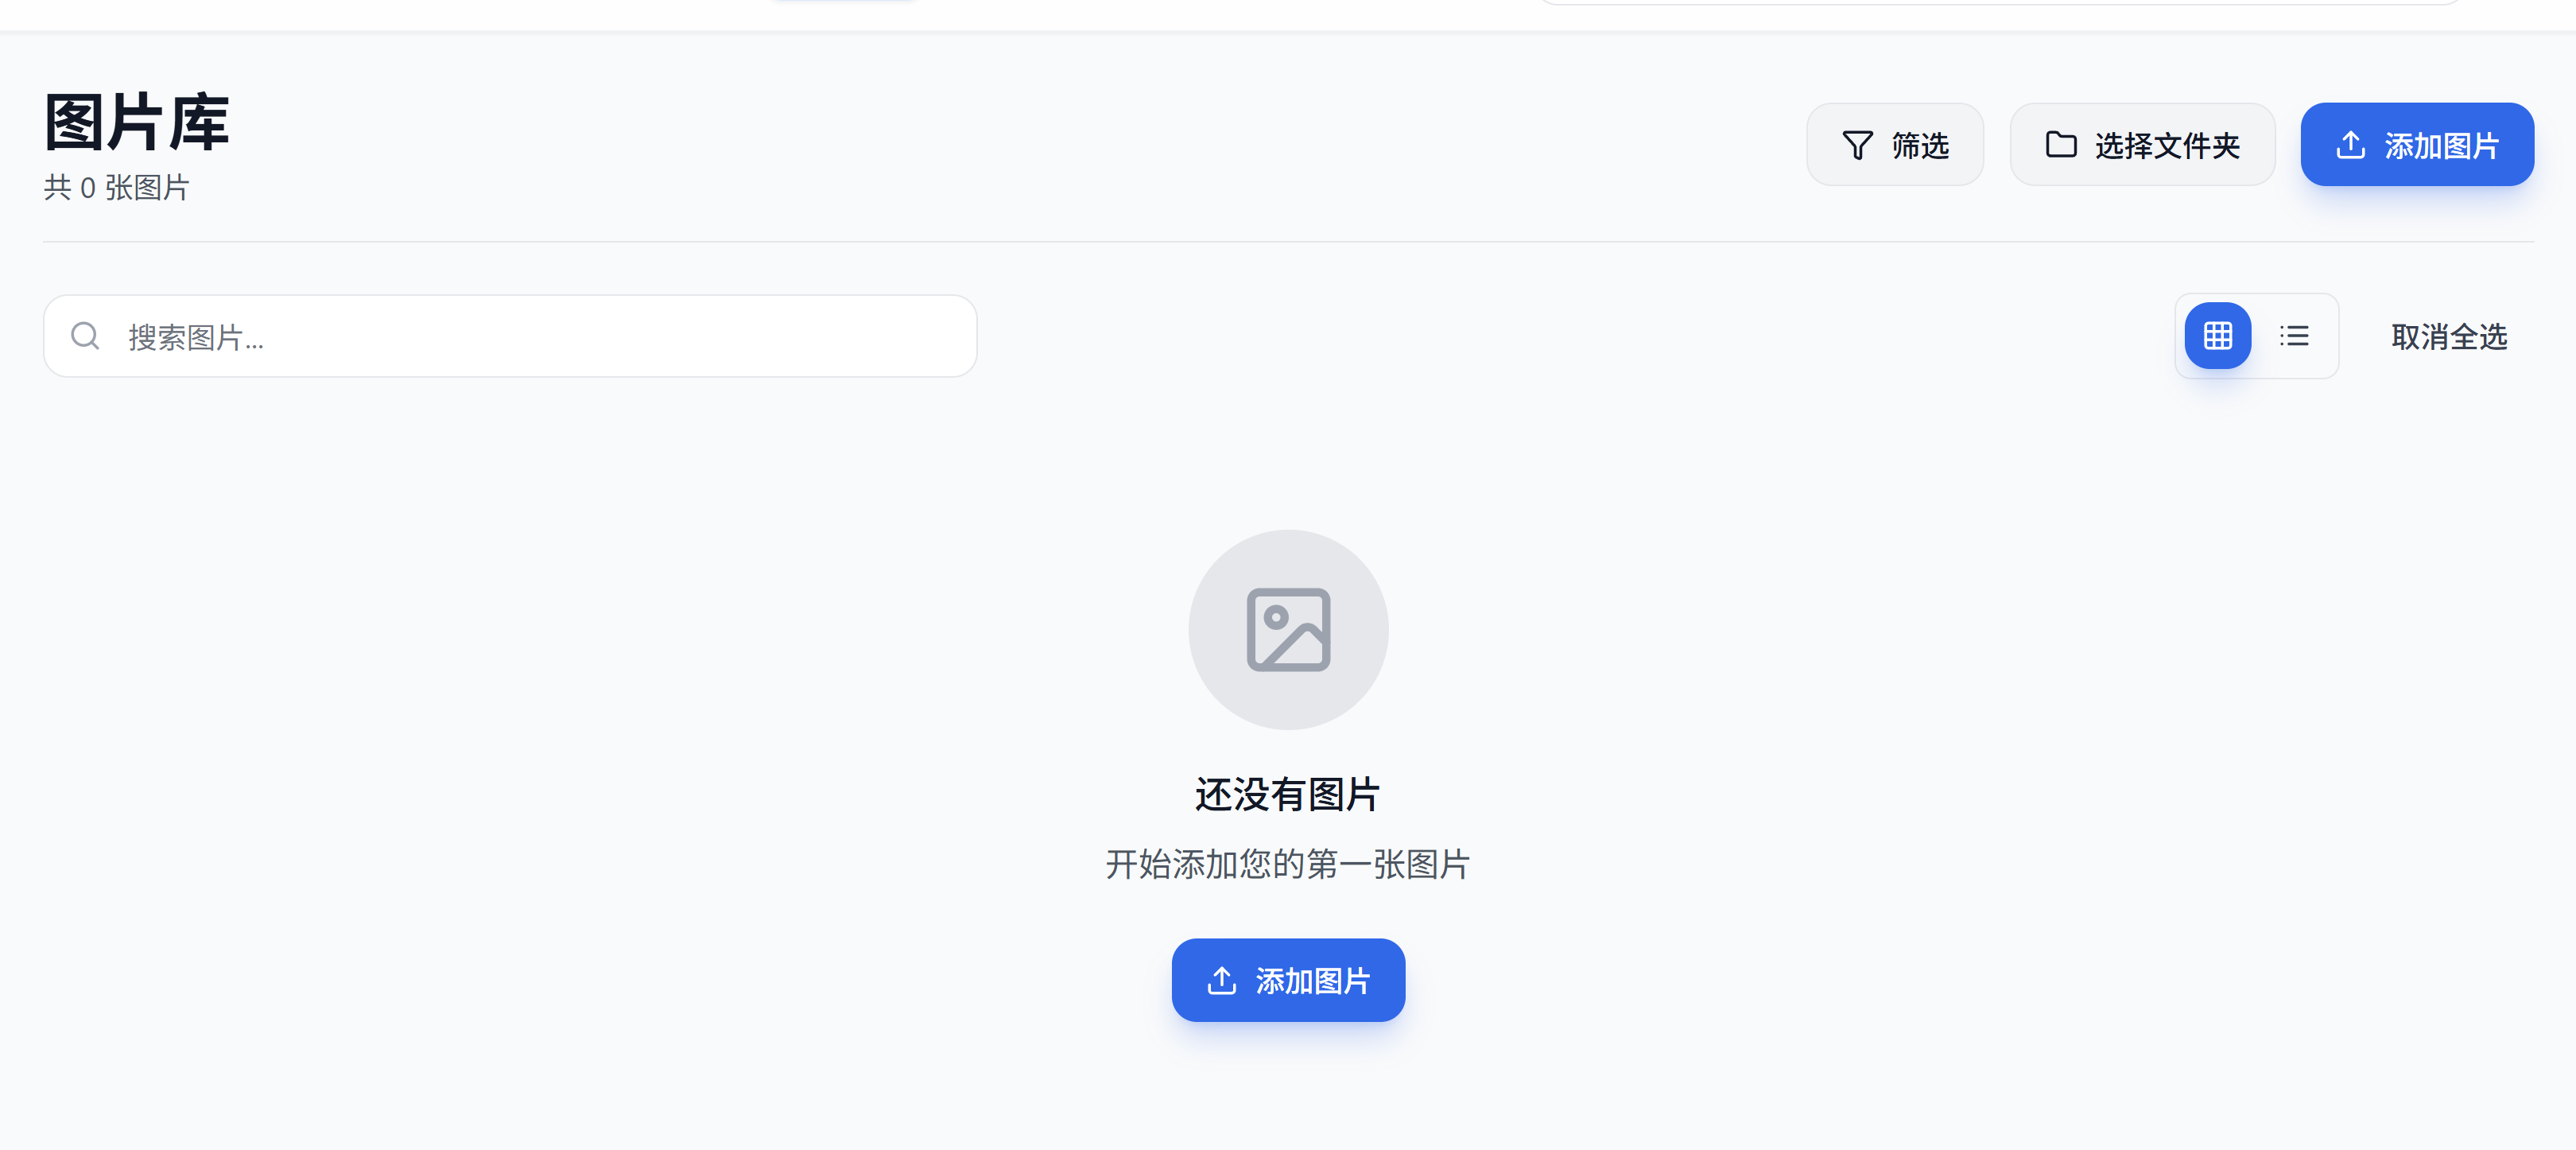 图片库
共 0 张图片
筛选
选择文件夹
添加图片
搜索图片...
取消全选
还没有图片
开始添加您的第一张图片
添加图片